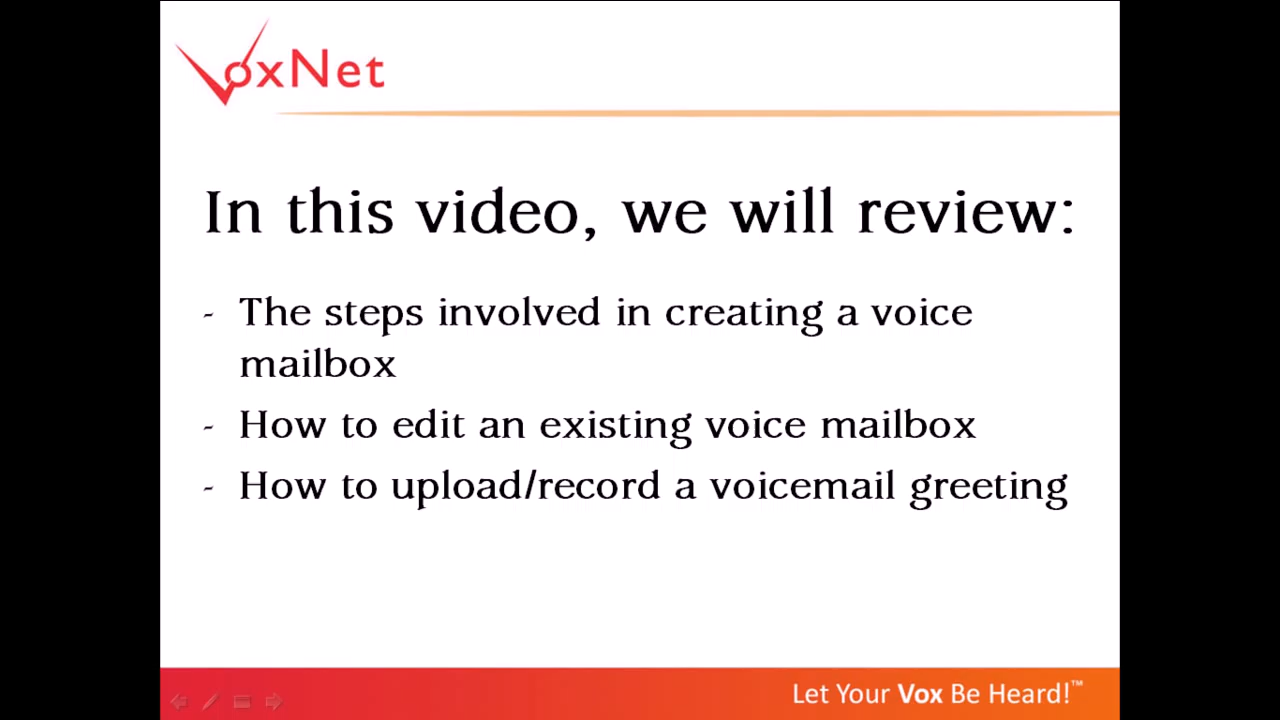 VoxNet
In this video, we will review:
- The steps involved in creating a voice
mailbox
- How to edit an existing voice mailbox
- How to upload/record a voicemail greeting
Let Your Vox Be Heard!™